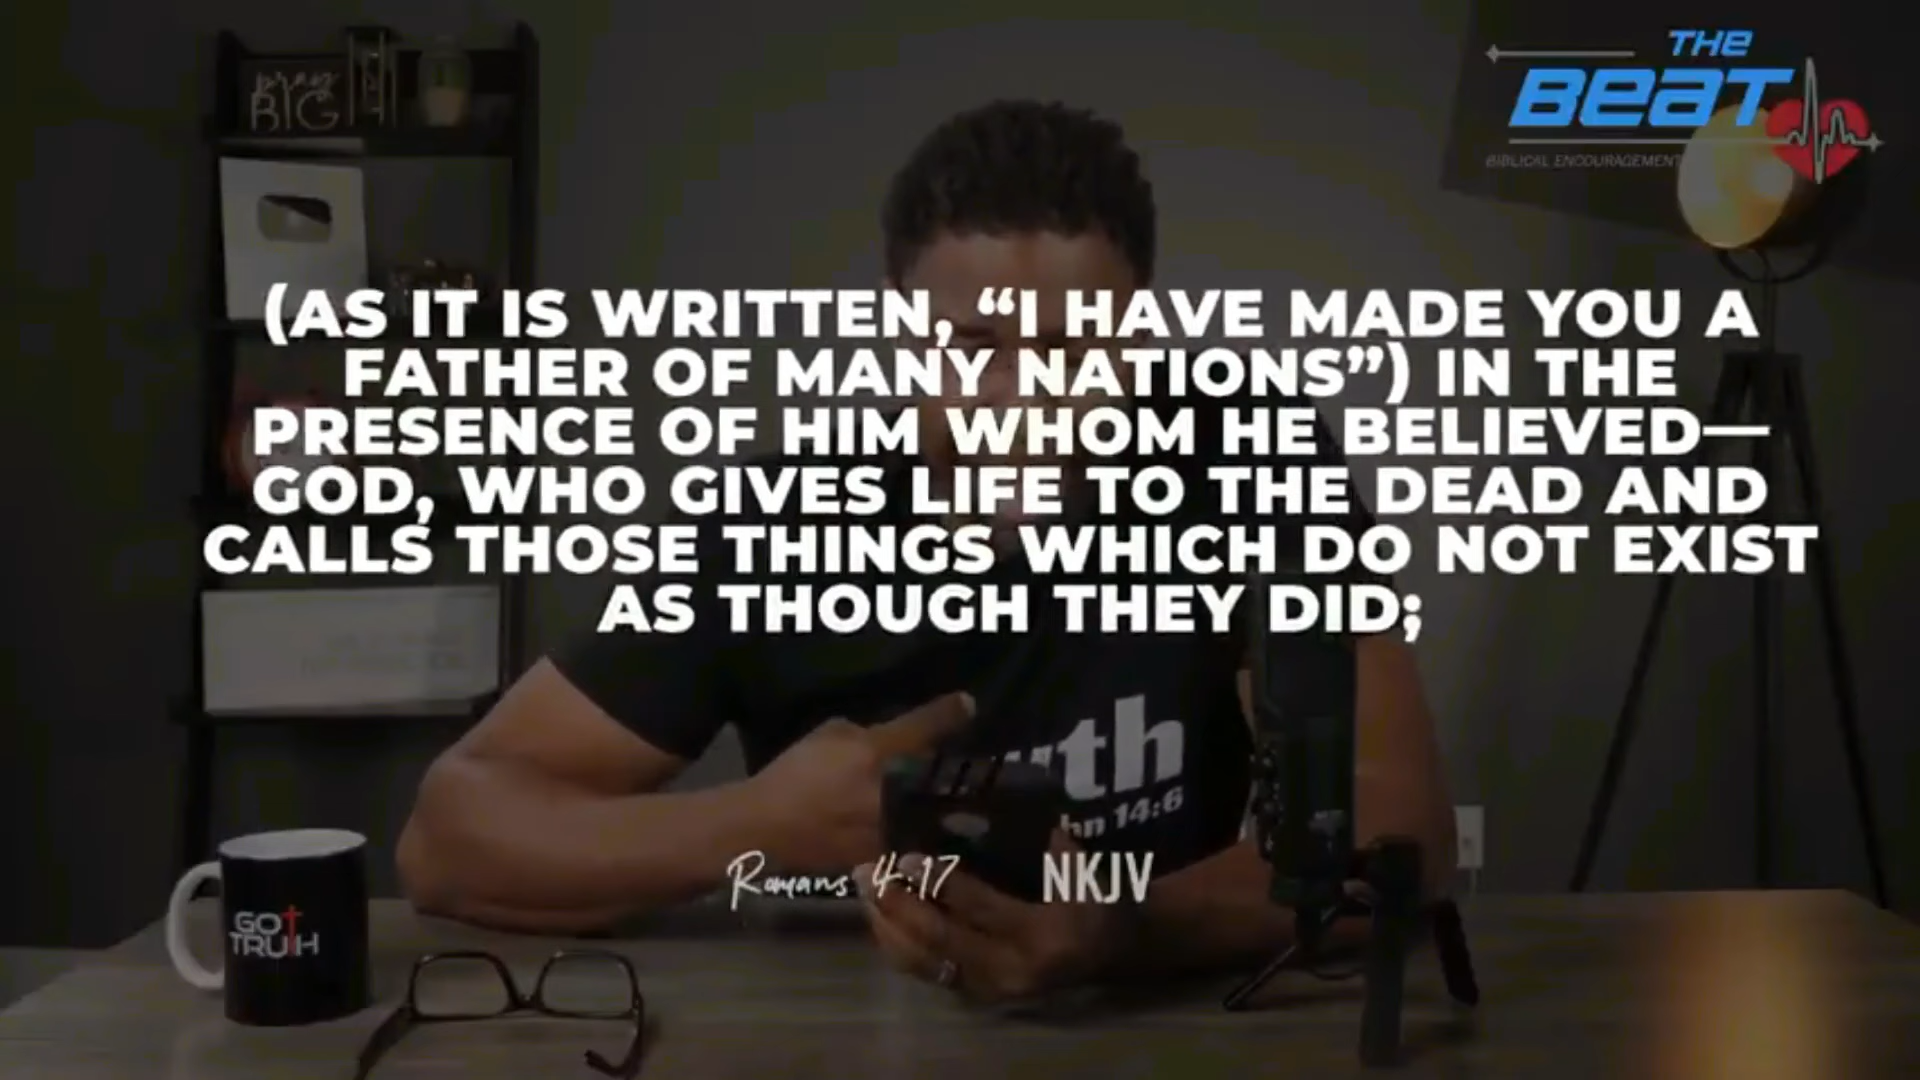 pray
BIG
THE
BEAT
BIBLICAL ENCOURAGEMENT
(AS IT IS WRITTEN, “I HAVE MADE YOU A
FATHER OF MANY NATIONS”) IN THE
PRESENCE OF HIM WHOM HE BELIEVED—
GOD, WHO GIVES LIFE TO THE DEAD AND
CALLS THOSE THINGS WHICH DO NOT EXIST
AS THOUGH THEY DID;
14:6
Romans 4:17 NKJV
GOT
TRUTH